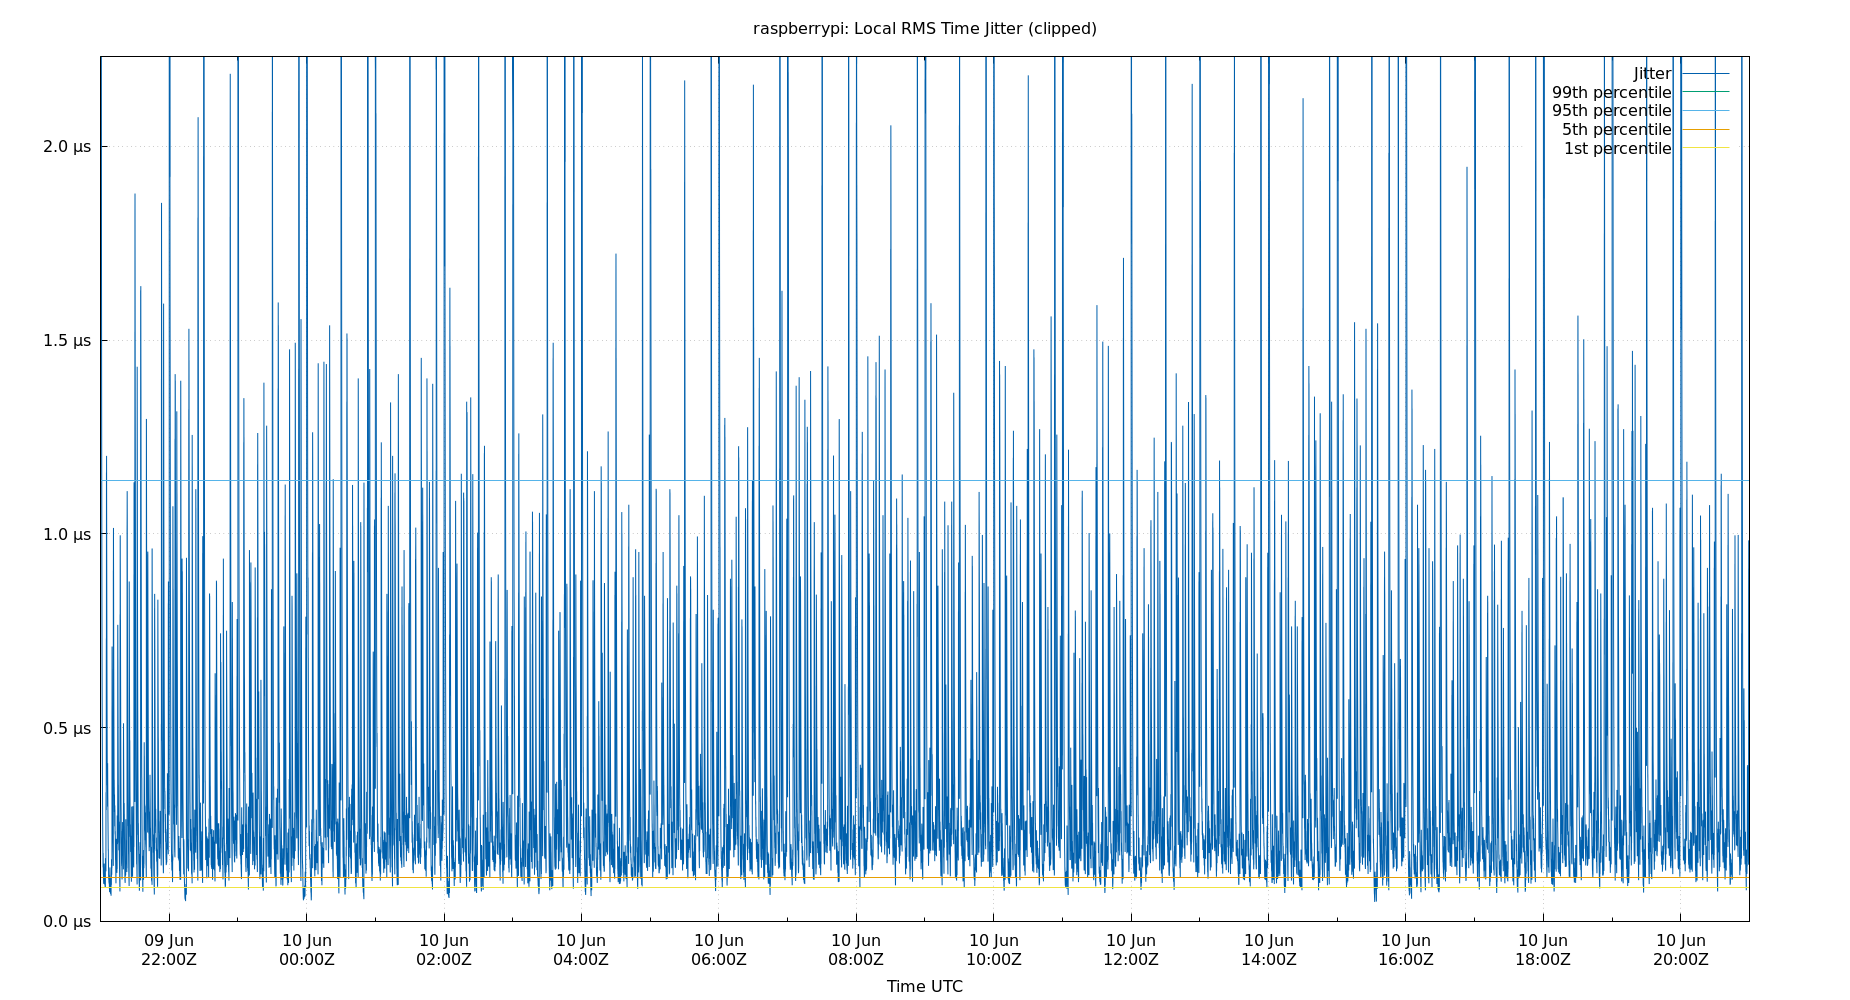 raspberrypi: Local RMS Time Jitter (clipped)
Jitter
99th percentile
95th percentile
5th percentile
1st percentile
2.0 µs
1.5 µs
1.0 µs
0.5 µs
0.0 µs
09 Jun 10 Jun 10 Jun 10 Jun 10 Jun 10 Jun 10 Jun 10 Jun 10 Jun 10 Jun 10 Jun 10 Jun
22:00Z 00:00Z 02:00Z 04:00Z 06:00Z 08:00Z 10:00Z 12:00Z 14:00Z 16:00Z 18:00Z 20:00Z
Time UTC